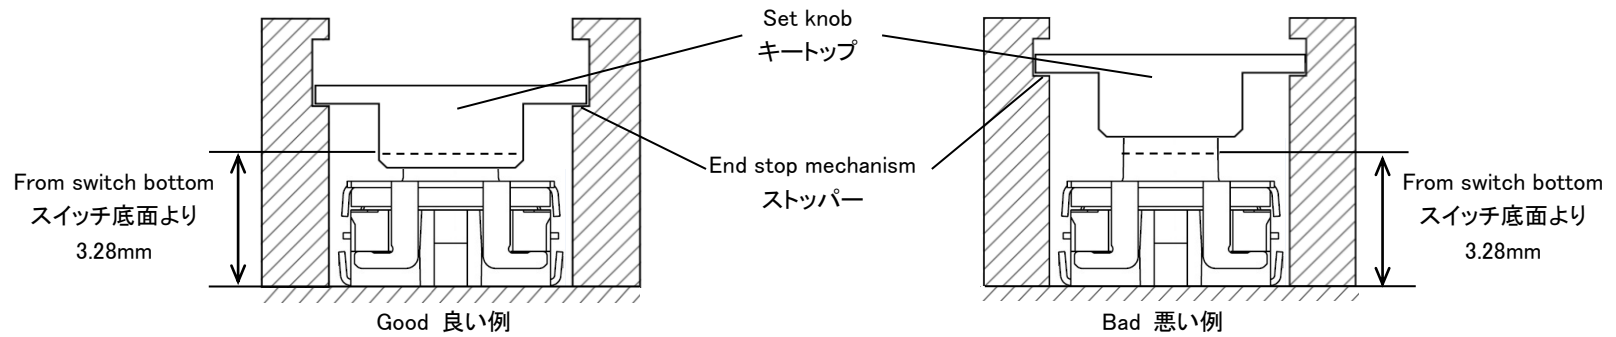 Set knob
キートップ
End stop mechanism
ストッパー
From switch bottom
スイッチ底面より
3.28mm
From switch bottom
スイッチ底面より
3.28mm
Good 良い例
Bad 悪い例